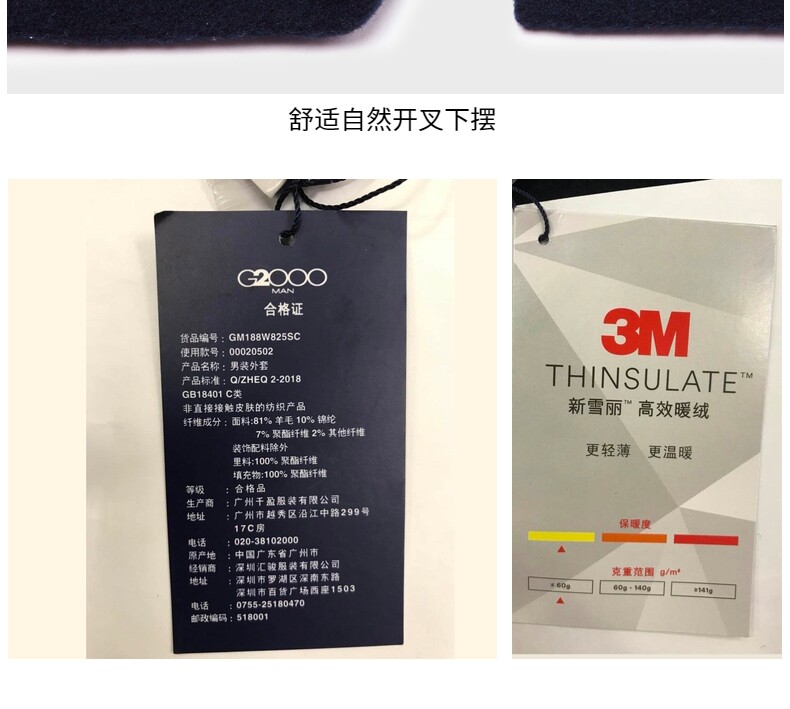 舒适自然开叉下摆
G2000
MAN
合格证
货品编号：GM188W825SC
使用款号：00020502
产品名称：男装外套
产品标准：Q/ZHEQ 2-2018
GB18401 C类
非直接接触皮肤的纺织产品
纤维成分：面料:81% 羊毛 10% 锦纶
7% 聚酯纤维 2% 其他纤维
装饰配料除外
里料:100% 聚酯纤维
填充物:100% 聚酯纤维
等级：合格品
生产商：广州千盈服装有限公司
地址：广州市越秀区沿江中路299号
17C房
电话：020-38102000
原产地：中国广东省广州市
经销商：深圳汇骏服装有限公司
地址：深圳市罗湖区深南东路
深圳市百货广场西座1503
电话：0755-25180470
邮政编码：518001
3M
THINSULATE™
新雪丽™ 高效暖绒
更轻薄 更温暖
保暖度
克重范围 g/m²
≤60g 60g - 140g ≥141g